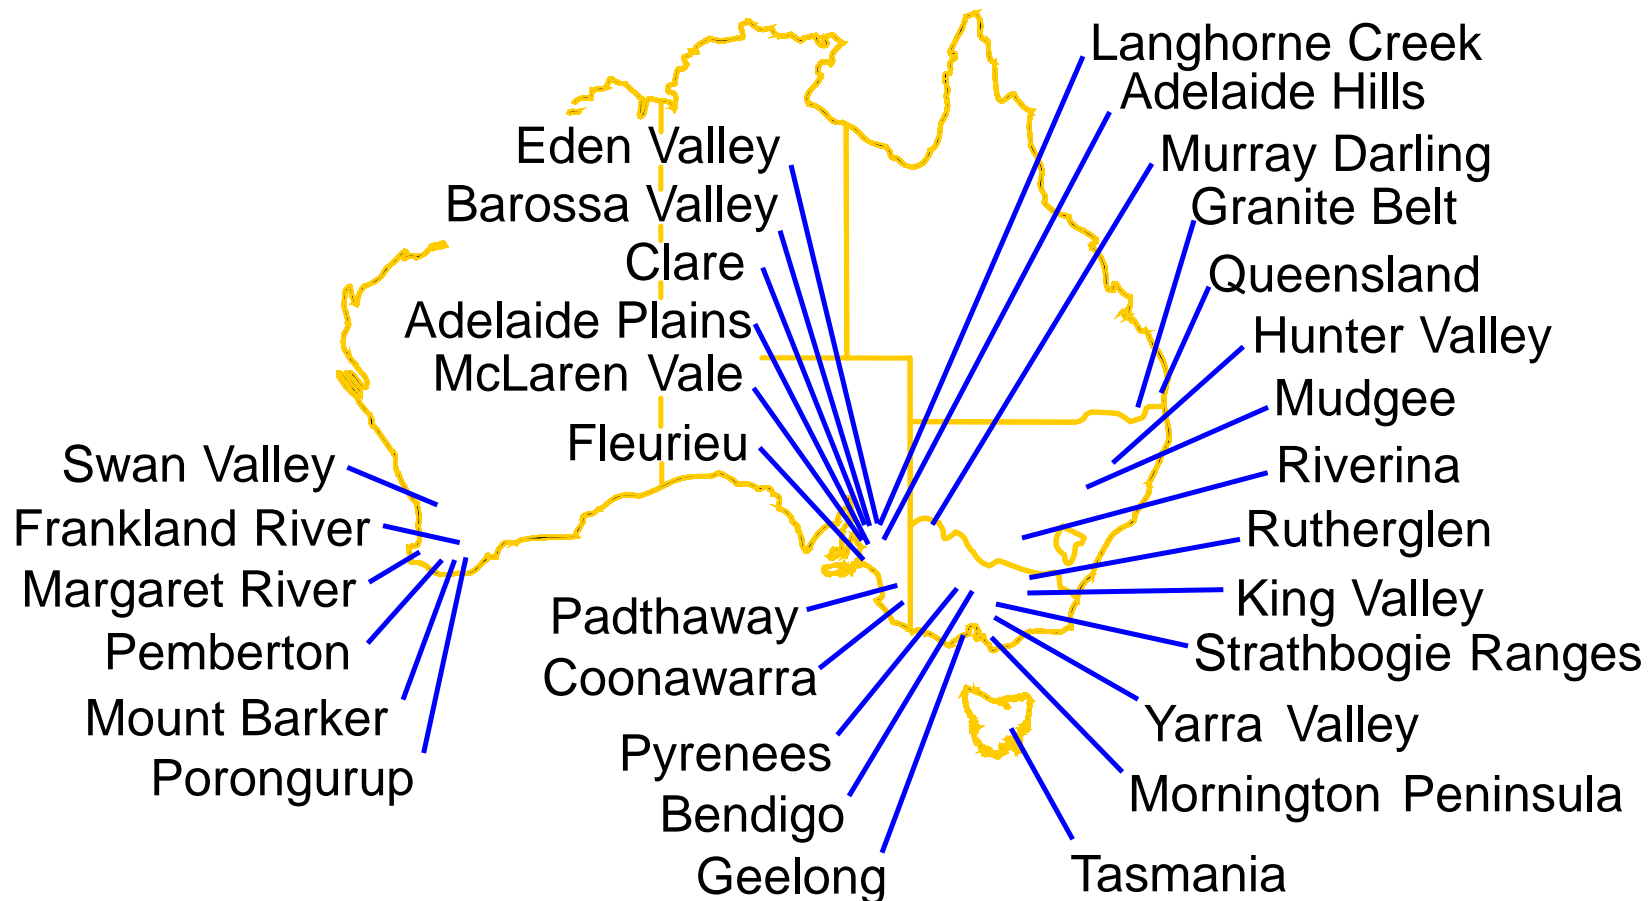 Langhorne Creek
Adelaide Hills
Eden Valley
Murray Darling
Barossa Valley
Granite Belt
Clare
Queensland
Adelaide Plains
Hunter Valley
McLaren Vale
Mudgee
Fleurieu
Swan Valley
Riverina
Frankland River
Rutherglen
Margaret River
King Valley
Padthaway
Pemberton
Strathbogie Ranges
Coonawarra
Mount Barker
Yarra Valley
Pyrenees
Porongurup
Mornington Peninsula
Bendigo
Geelong
Tasmania